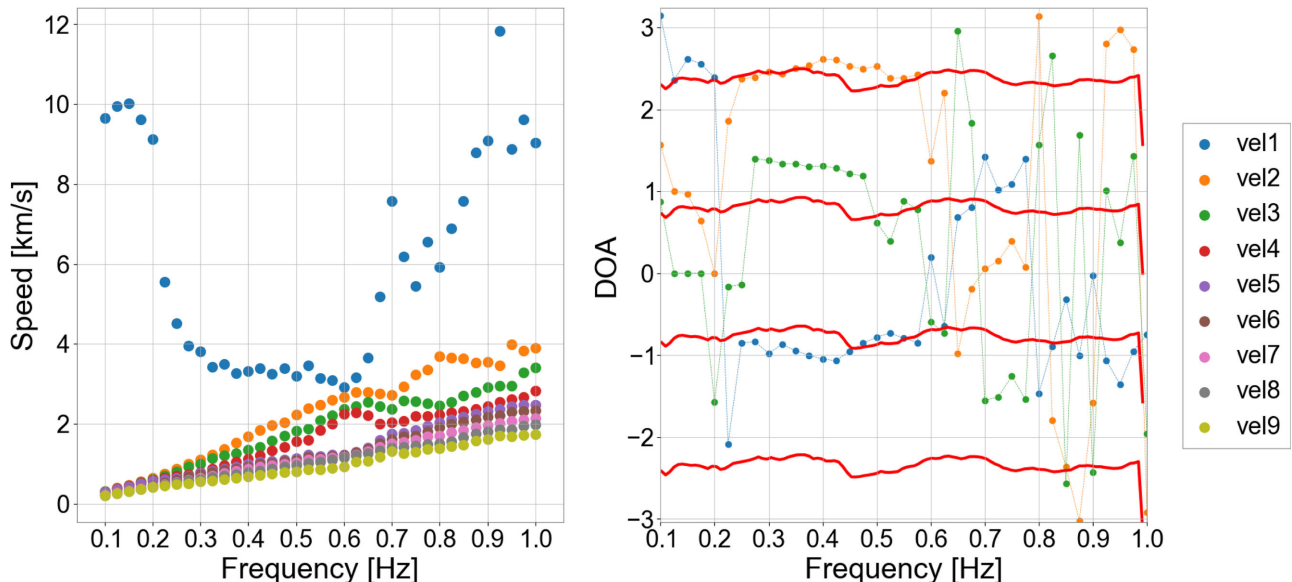 12
10
8
6
4
2
0
Speed [km/s]
0.1 0.2 0.3 0.4 0.5 0.6 0.7 0.8 0.9 1.0
Frequency [Hz]
3
2
1
0
−1
−2
−3
DOA
0.1 0.2 0.3 0.4 0.5 0.6 0.7 0.8 0.9 1.0
Frequency [Hz]
vel1
vel2
vel3
vel4
vel5
vel6
vel7
vel8
vel9